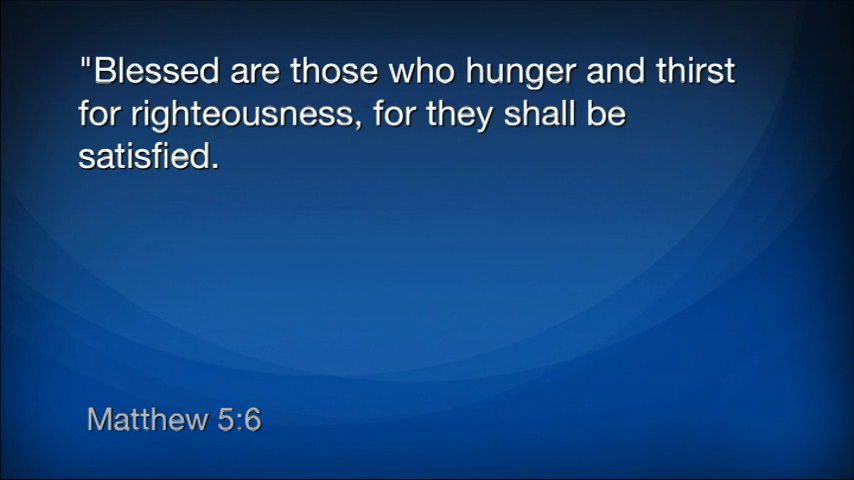 "Blessed are those who hunger and thirst
for righteousness, for they shall be
satisfied.
Matthew 5:6